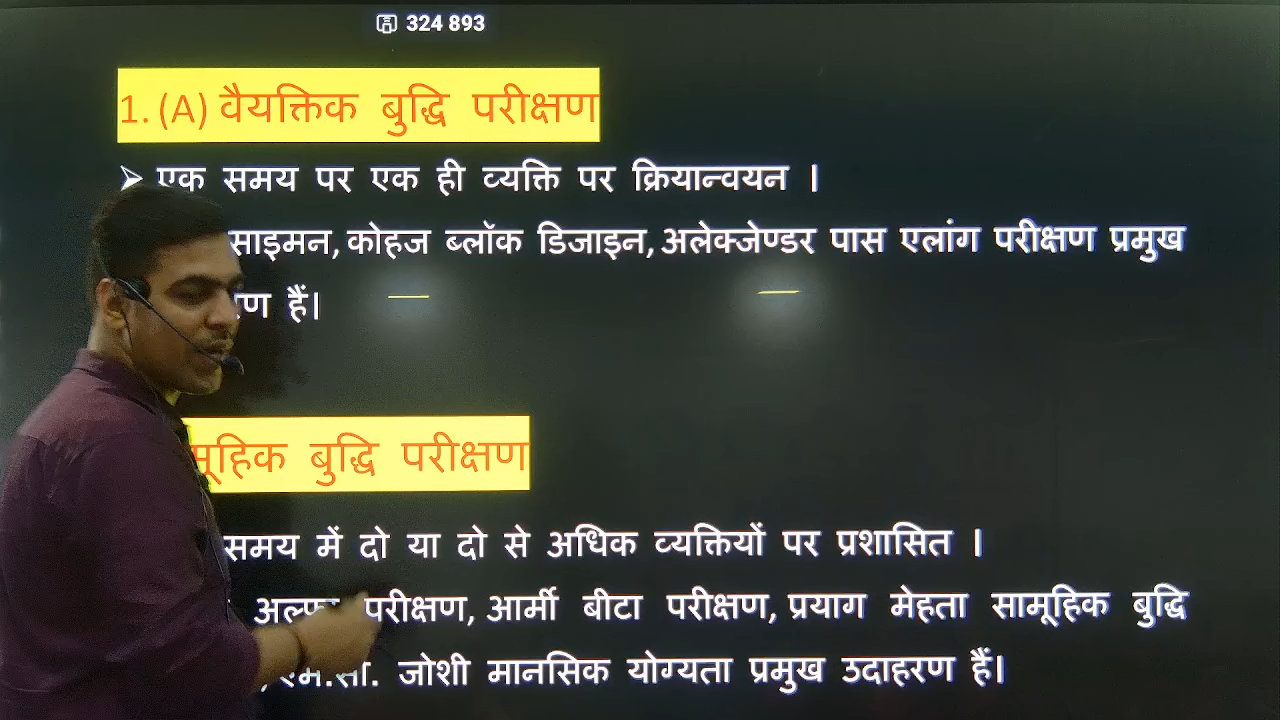 324 893
1. (A) वैयक्तिक बुद्धि परीक्षण
➢ एक समय पर एक ही व्यक्ति पर क्रियान्वयन ।
साइमन, कोहज ब्लॉक डिजाइन, अलेक्जेण्डर पास एलांग परीक्षण प्रमुख
हैं।
बुद्धि परीक्षण
समय में दो या दो से अधिक व्यक्तियों पर प्रशासित ।
परीक्षण, आर्मी बीटा परीक्षण, प्रयाग मेहता सामूहिक बुद्धि
जोशी मानसिक योग्यता प्रमुख उदाहरण हैं।